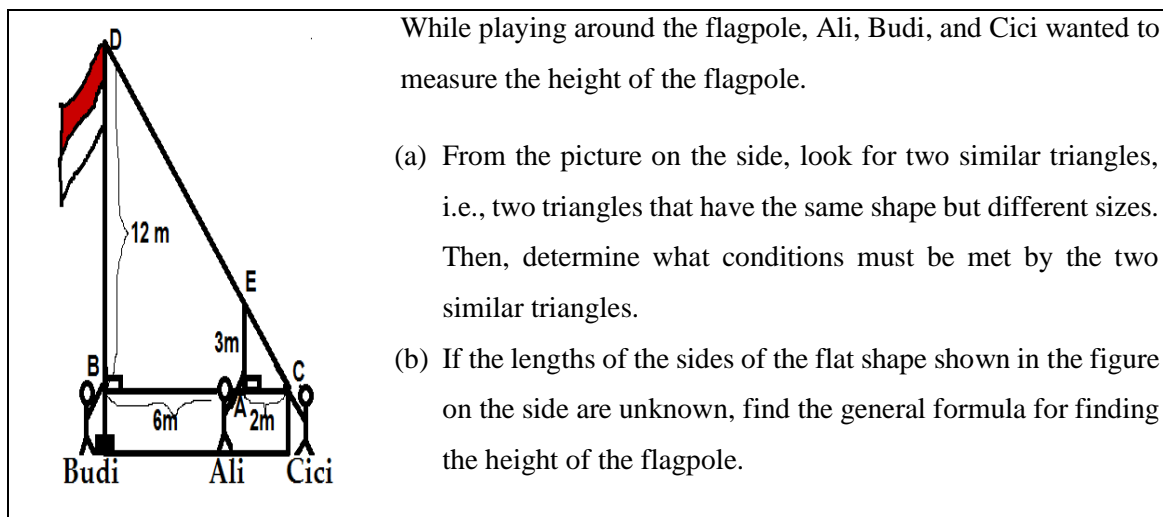 While playing around the flagpole, Ali, Budi, and Cici wanted to
measure the height of the flagpole.
(a) From the picture on the side, look for two similar triangles,
i.e., two triangles that have the same shape but different sizes.
Then, determine what conditions must be met by the two
similar triangles.
(b) If the lengths of the sides of the flat shape shown in the figure
on the side are unknown, find the general formula for finding
the height of the flagpole.
D
12 m
E
3m
B
C
A
6m
2m
Budi
Ali
Cici